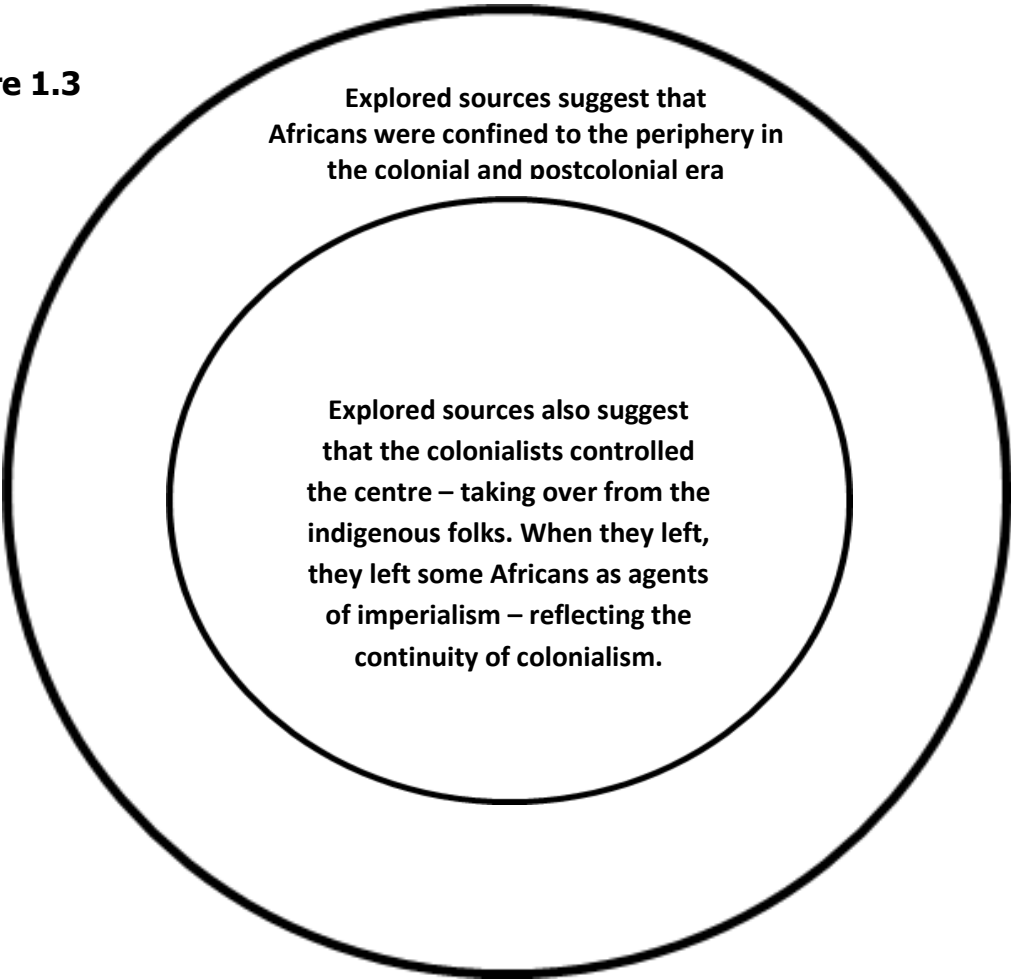 re 1.3
Explored sources suggest that
Africans were confined to the periphery in
the colonial and postcolonial era
Explored sources also suggest
that the colonialists controlled
the centre – taking over from the
indigenous folks. When they left,
they left some Africans as agents
of imperialism – reflecting the
continuity of colonialism.